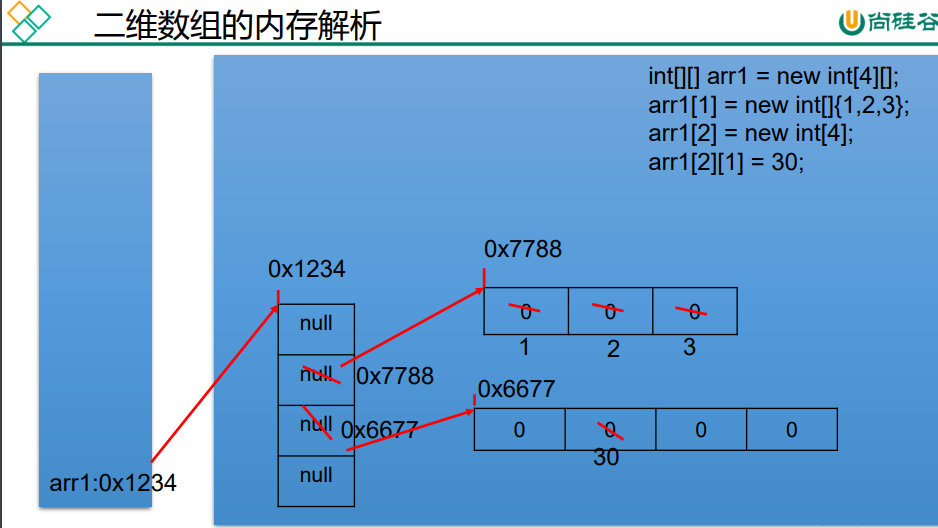 二维数组的内存解析
尚硅谷
int[][] arr1 = new int[4][];
arr1[1] = new int[]{1,2,3};
arr1[2] = new int[4];
arr1[2][1] = 30;
0x7788
0x1234
0 0 0
null
1 2 3
null 0x7788
0x6677
null 0x6677
0 0 0 0
30
null
arr1:0x1234